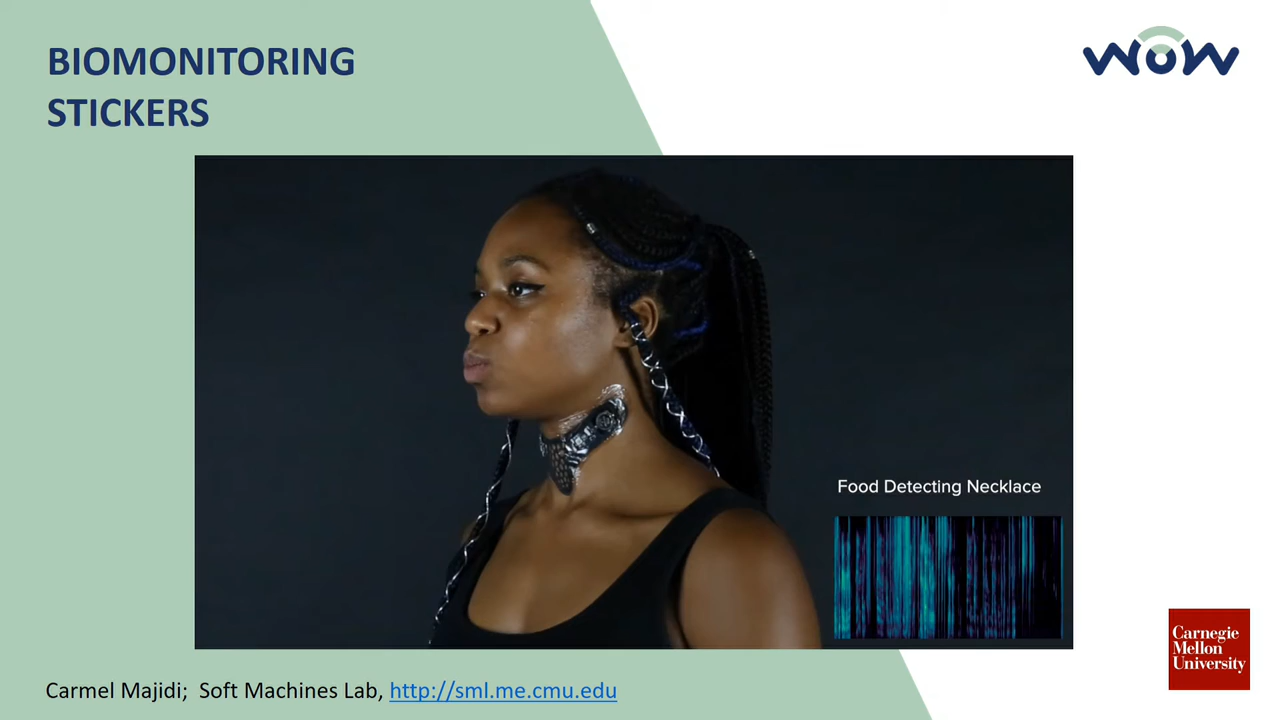 BIOMONITORING
STICKERS
WOW
Food Detecting Necklace
Carnegie
Mellon
University
Carmel Majidi;  Soft Machines Lab, http://sml.me.cmu.edu